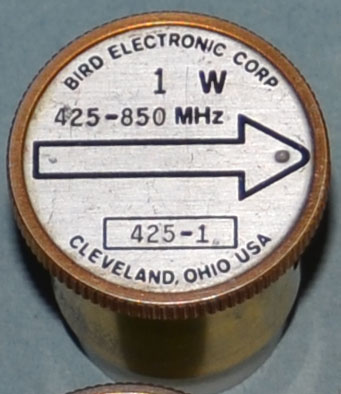 BIRD ELECTRONIC CORP.
1 W
425-850 MHz
425-1
CLEVELAND, OHIO USA